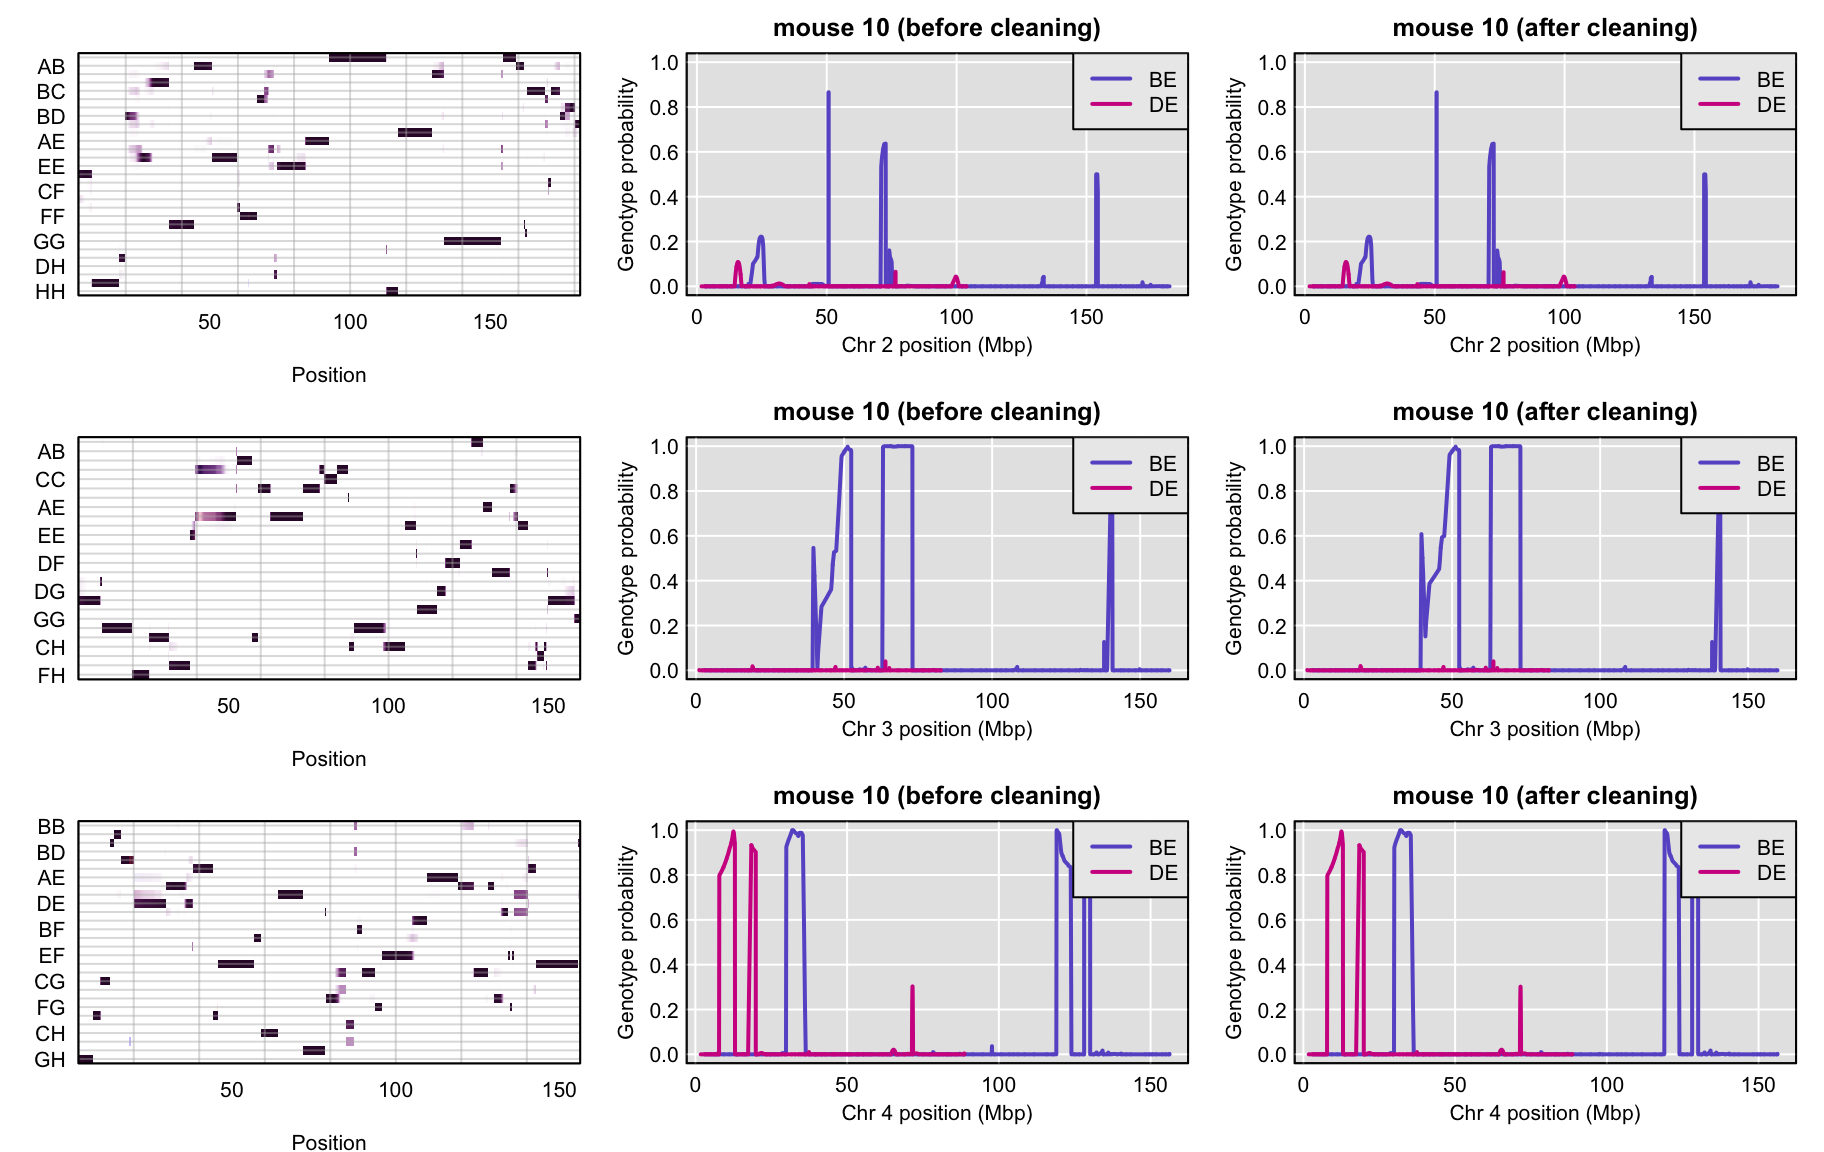 mouse 10 (before cleaning)
mouse 10 (after cleaning)
AB
BC
BD
AE
EE
CF
FF
GG
DH
HH
50 100 150
Position
Genotype probability
1.0
0.8
0.6
0.4
0.2
0.0
BE
DE
0 50 100 150
Chr 2 position (Mbp)
Genotype probability
1.0
0.8
0.6
0.4
0.2
0.0
BE
DE
0 50 100 150
Chr 2 position (Mbp)
mouse 10 (before cleaning)
mouse 10 (after cleaning)
AB
CC
AE
EE
DF
DG
GG
CH
FH
50 100 150
Position
Genotype probability
1.0
0.8
0.6
0.4
0.2
0.0
BE
DE
0 50 100 150
Chr 3 position (Mbp)
Genotype probability
1.0
0.8
0.6
0.4
0.2
0.0
BE
DE
0 50 100 150
Chr 3 position (Mbp)
mouse 10 (before cleaning)
mouse 10 (after cleaning)
BB
BD
AE
DE
BF
EF
CG
FG
CH
GH
50 100 150
Position
Genotype probability
1.0
0.8
0.6
0.4
0.2
0.0
BE
DE
0 50 100 150
Chr 4 position (Mbp)
Genotype probability
1.0
0.8
0.6
0.4
0.2
0.0
BE
DE
0 50 100 150
Chr 4 position (Mbp)